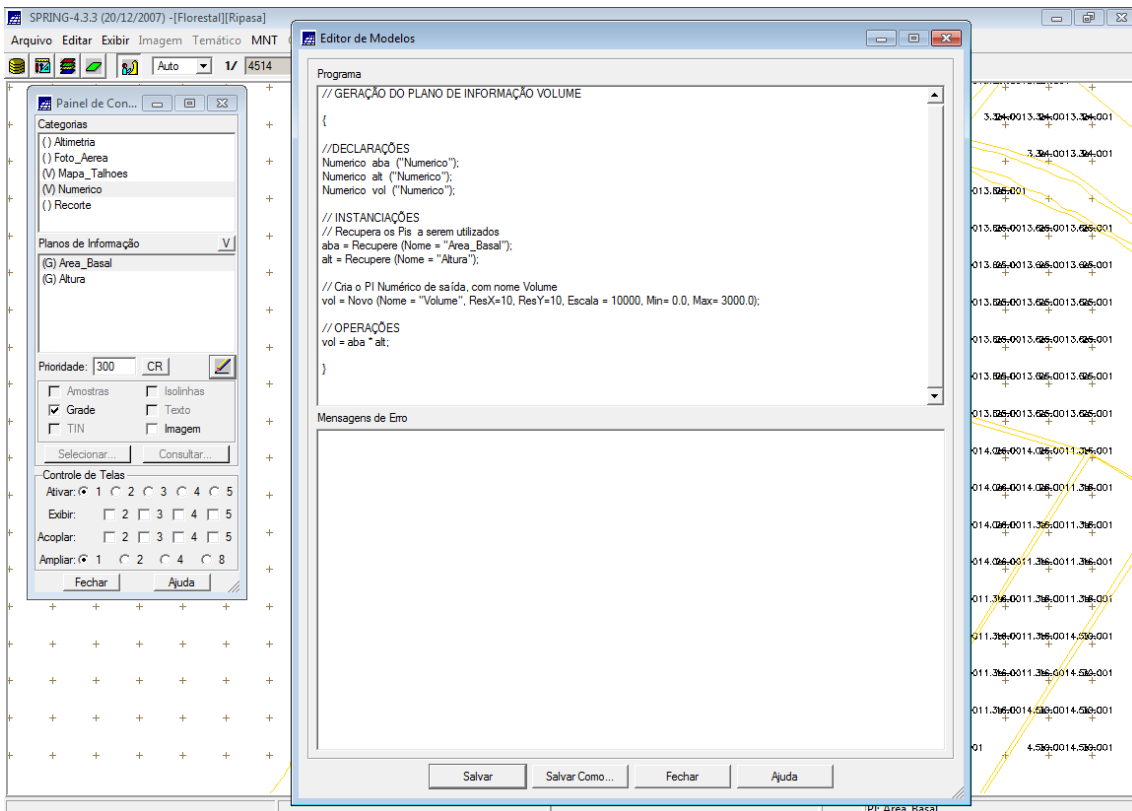 SPRING-4.3.3 (20/12/2007) -[Florestal][Ripasa]
Arquivo Editar Exibir Imagem Temático MNT
Auto 1/ 4514
Painel de Con...
Categorias
() Altimetria
() Foto_Aerea
(V) Mapa_Talhoes
(V) Numerico
() Recorte
Planos de Informação V
(G) Area_Basal
(G) Altura
Prioridade: 300 CR
Amostras Isolinhas
Grade Texto
TIN Imagem
Selecionar... Consultar...
Controle de Telas
Ativar: 1 2 3 4 5
Exibir: 2 3 4 5
Acoplar: 2 3 4 5
Ampliar: 1 2 4 8
Fechar Ajuda
Editor de Modelos
Programa
// GERAÇÃO DO PLANO DE INFORMAÇÃO VOLUME
{
//DECLARAÇÕES
Numerico aba ("Numerico");
Numerico alt ("Numerico");
Numerico vol ("Numerico");
// INSTANCIAÇÕES
// Recupera os Pis a serem utilizados
aba = Recupere (Nome = "Area_Basal");
alt = Recupere (Nome = "Altura");
// Cria o PI Numérico de saída, com nome Volume
vol = Novo (Nome = "Volume", ResX=10, ResY=10, Escala = 10000, Min= 0.0, Max= 3000.0);
// OPERAÇÕES
vol = aba * alt;
}
Mensagens de Erro
Salvar Salvar Como... Fechar Ajuda
PI: Area_Basal